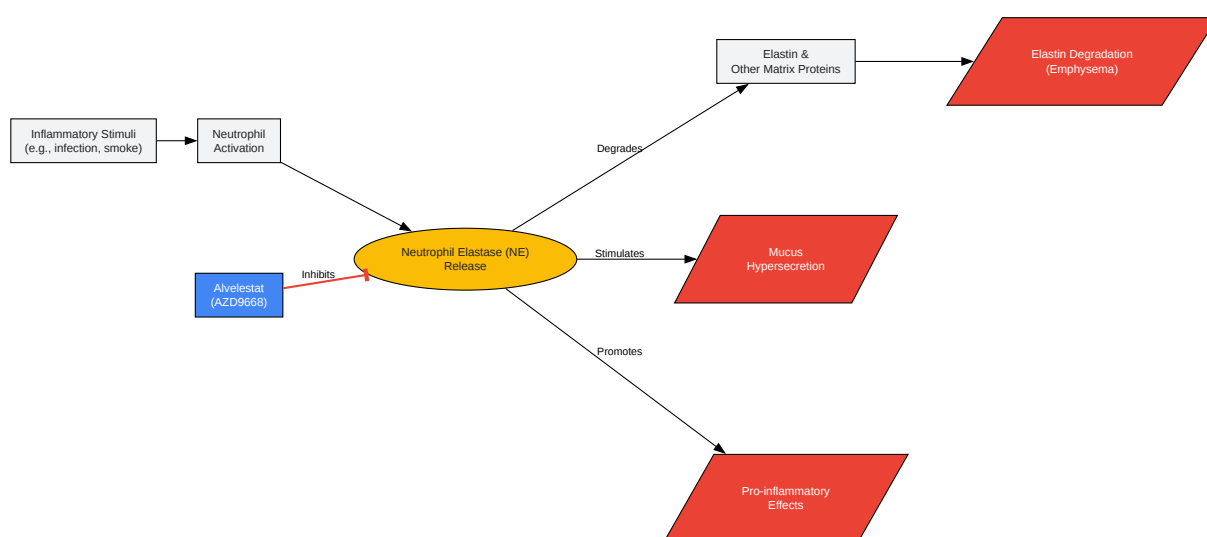 Elastin &
Other Matrix Proteins
Elastin Degradation
(Emphysema)
Inflammatory Stimuli
(e.g., infection, smoke)
Neutrophil
Activation
Degrades
Neutrophil Elastase (NE)
Release
Stimulates
Mucus
Hypersecretion
Inhibits
Alvelestat
(AZD9668)
Promotes
Pro-inflammatory
Effects